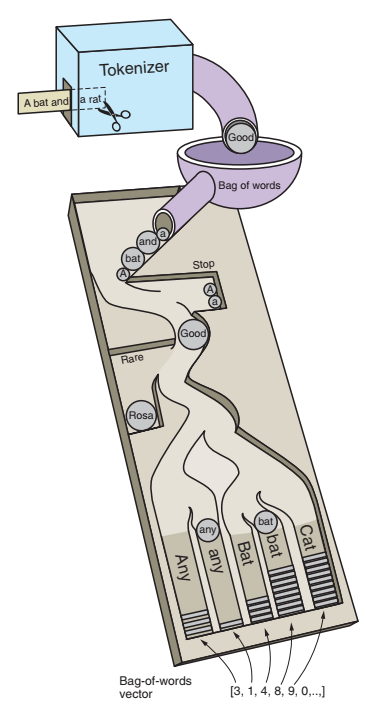 Tokenizer
A bat and a rat
Good
Bag of words
a
and
bat
A
Stop
A
a
Good
Rare
Rosa
any
bat
Any
any
Bat
bat
Cat
Bag-of-words
vector
[3, 1, 4, 8, 9, 0,..,]